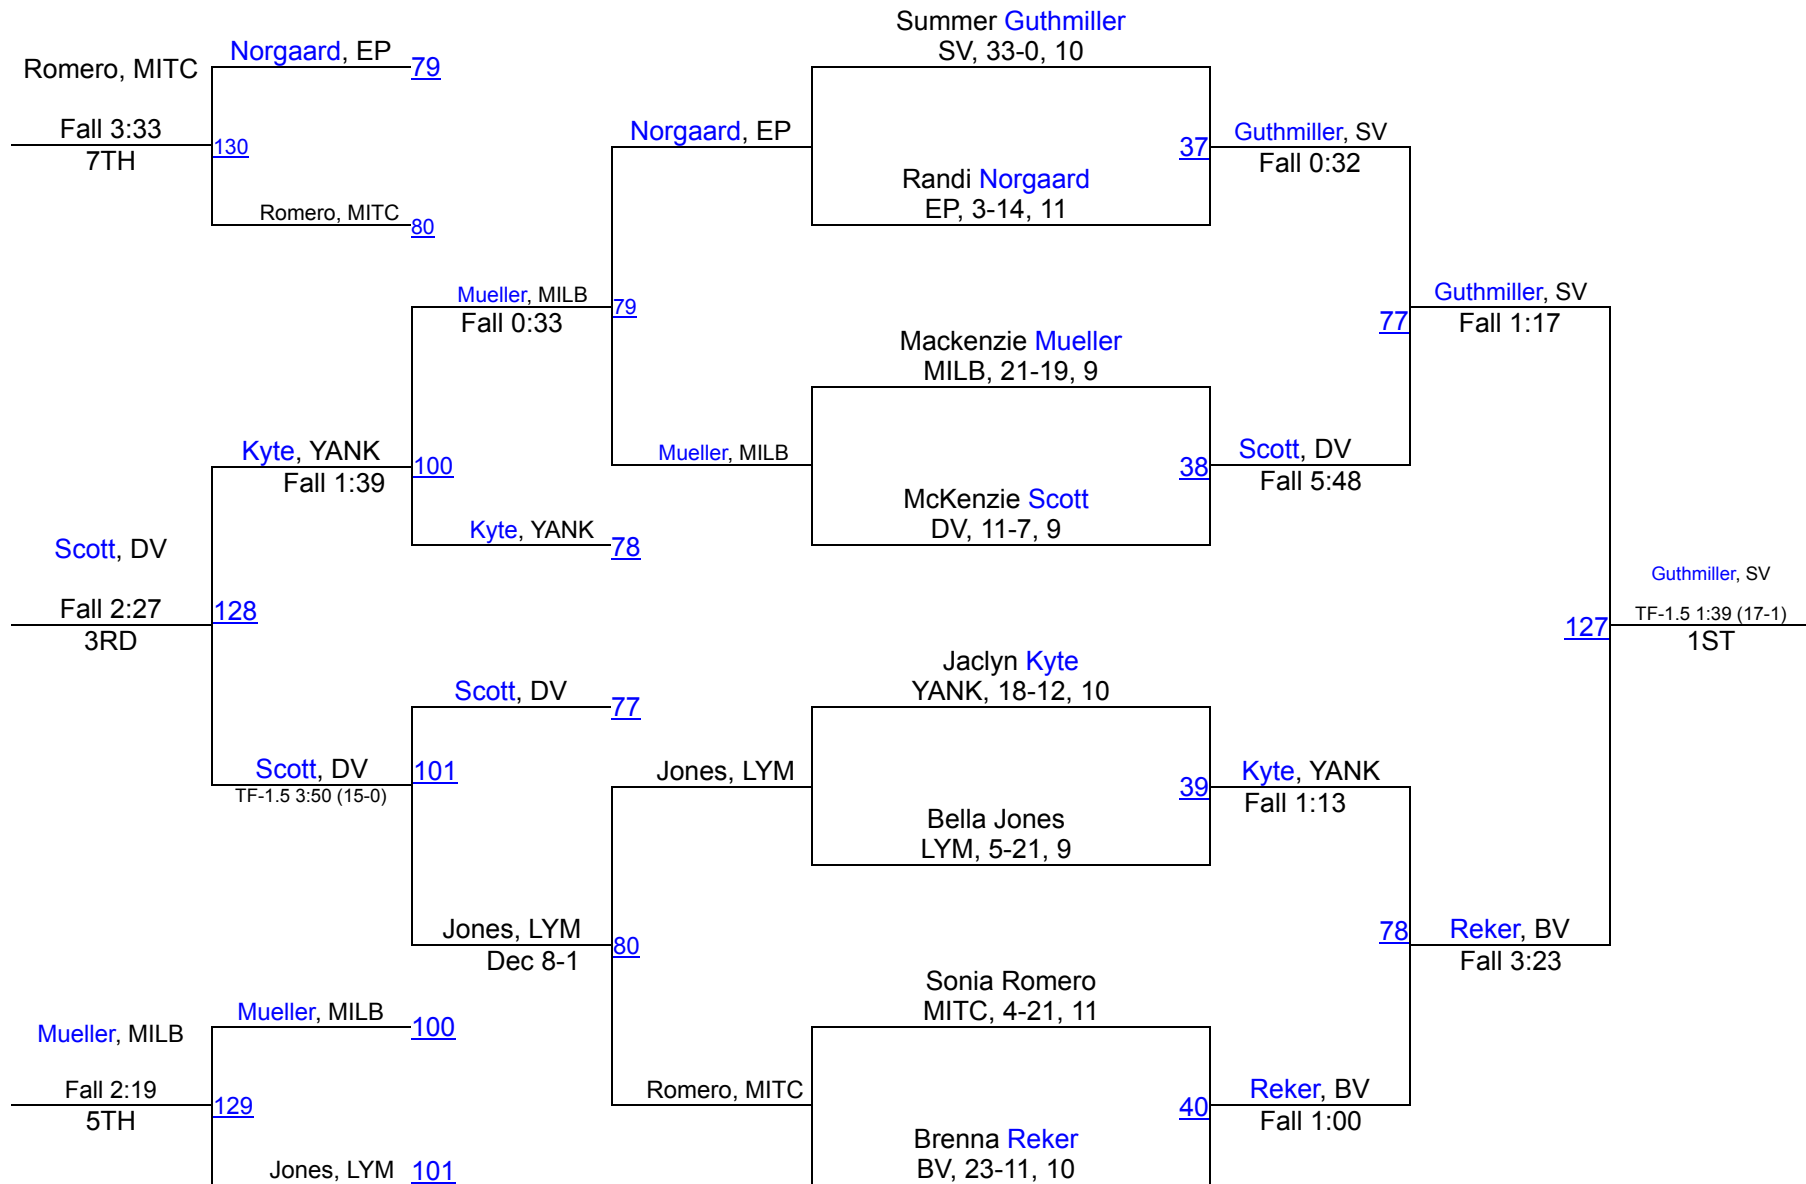 Summer Guthmiller
SV, 33-0, 10
Romero, MITC
Norgaard, EP
79
Fall 3:33
7TH
130
Romero, MITC
80
Norgaard, EP
Randi Norgaard
EP, 3-14, 11
37
Guthmiller, SV
Fall 0:32
Mueller, MILB
Fall 0:33
79
Guthmiller, SV
Fall 1:17
77
Mackenzie Mueller
MILB, 21-19, 9
Kyte, YANK
Fall 1:39
100
Mueller, MILB
38
Scott, DV
Fall 5:48
McKenzie Scott
DV, 11-7, 9
Kyte, YANK
78
Scott, DV
Fall 2:27
3RD
128
Guthmiller, SV
TF-1.5 1:39 (17-1)
1ST
127
Jaclyn Kyte
YANK, 18-12, 10
Scott, DV
77
Scott, DV
TF-1.5 3:50 (15-0)
101
Jones, LYM
39
Kyte, YANK
Fall 1:13
Bella Jones
LYM, 5-21, 9
Jones, LYM
Dec 8-1
80
78
Reker, BV
Fall 3:23
Sonia Romero
MITC, 4-21, 11
Mueller, MILB
Mueller, MILB
100
Fall 2:19
5TH
129
Romero, MITC
40
Reker, BV
Fall 1:00
Brenna Reker
BV, 23-11, 10
Jones, LYM
101